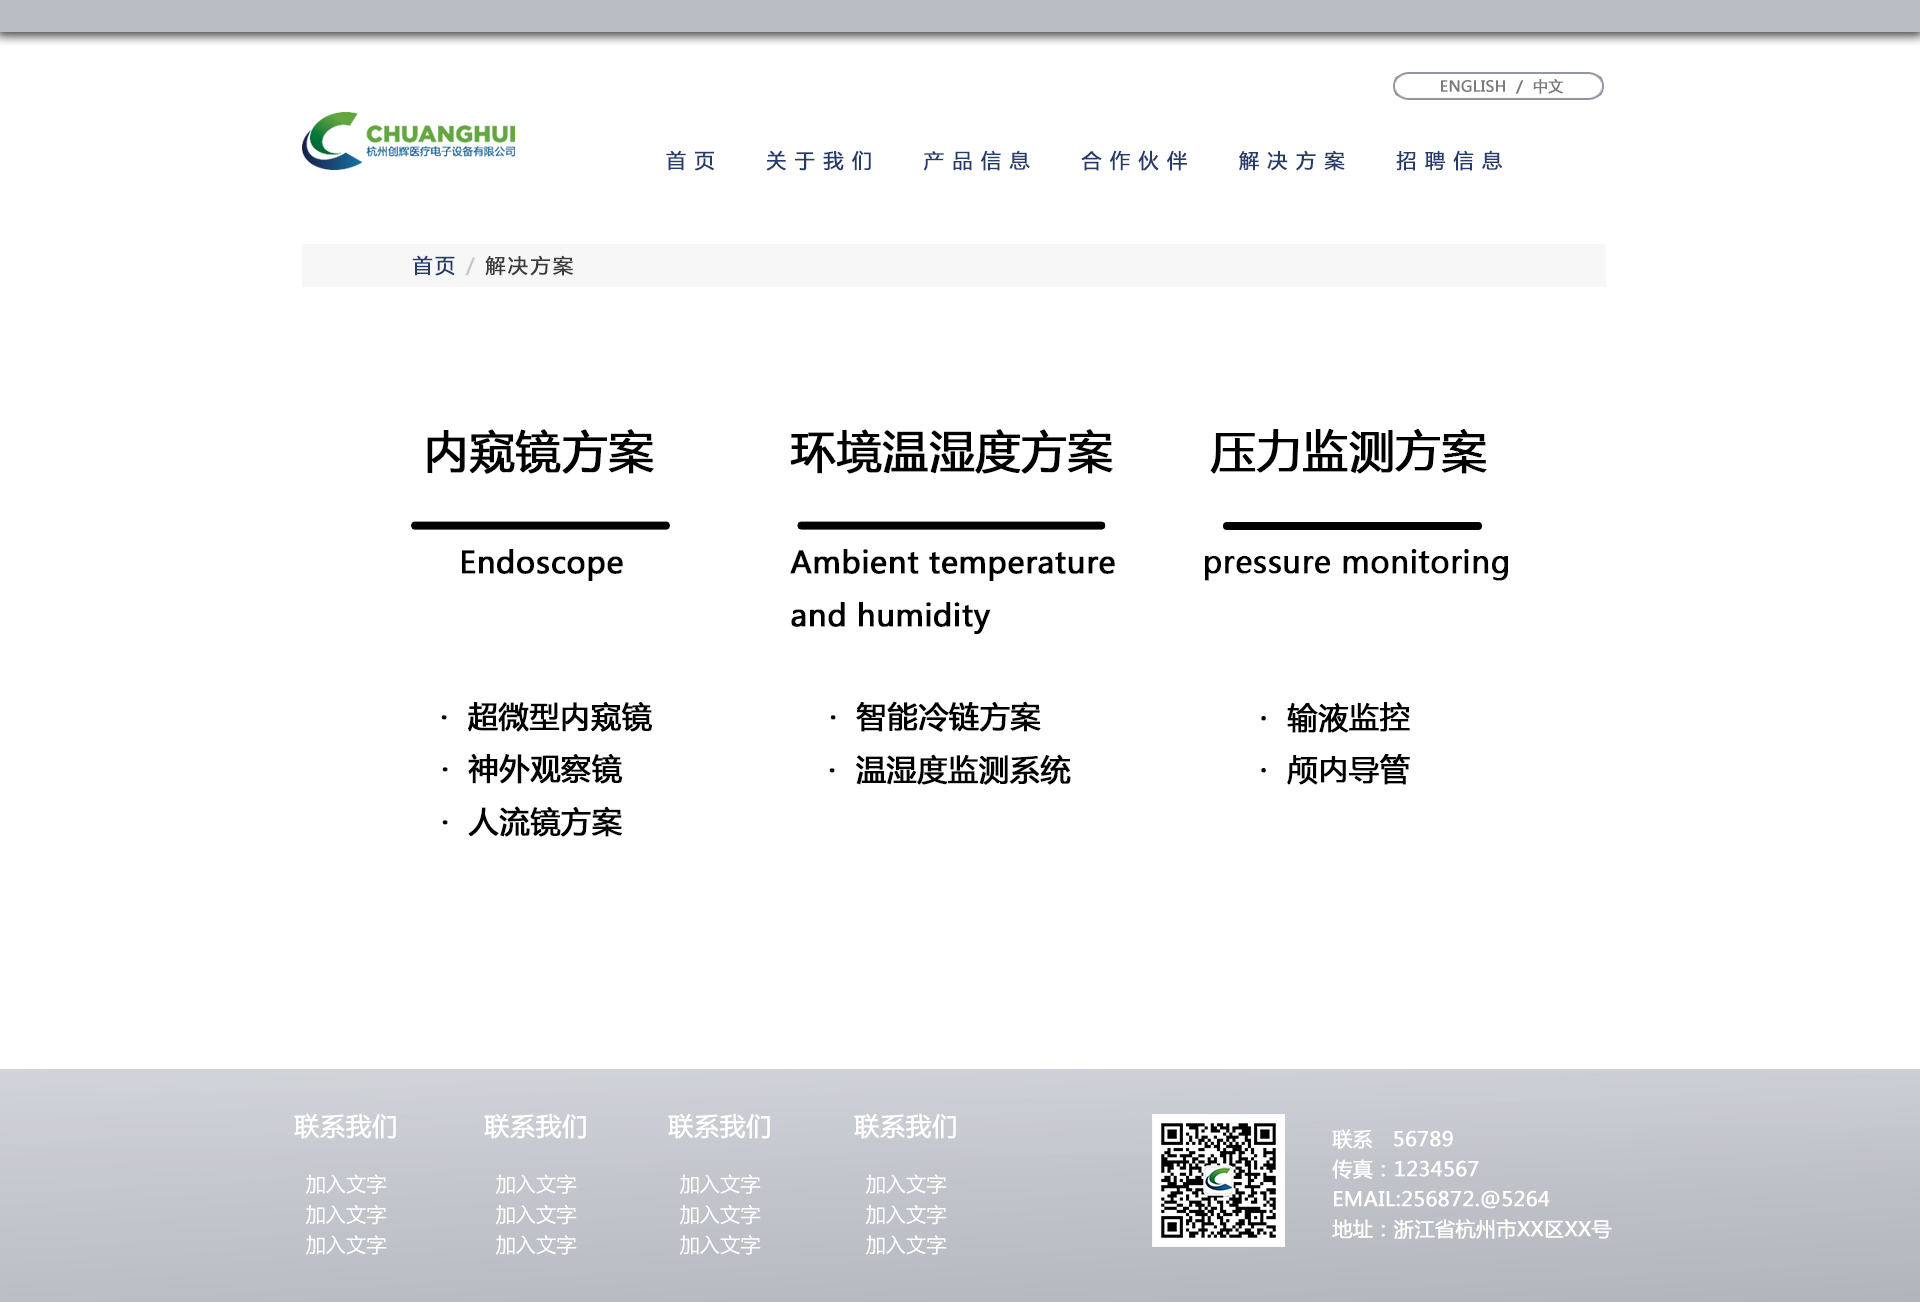 ENGLISH / 中文
CHUANGHUI
杭州创辉医疗电子设备有限公司
首页 关于我们 产品信息 合作伙伴 解决方案 招聘信息
首页 / 解决方案
内窥镜方案
Endoscope
· 超微型内窥镜
· 神外观察镜
· 人流镜方案
环境温湿度方案
Ambient temperature
and humidity
· 智能冷链方案
· 温湿度监测系统
压力监测方案
pressure monitoring
· 输液监控
· 颅内导管
联系我们
加入文字
加入文字
加入文字
联系我们
加入文字
加入文字
加入文字
联系我们
加入文字
加入文字
加入文字
联系我们
加入文字
加入文字
加入文字
联系 56789
传真：1234567
EMAIL:256872.@5264
地址：浙江省杭州市XX区XX号